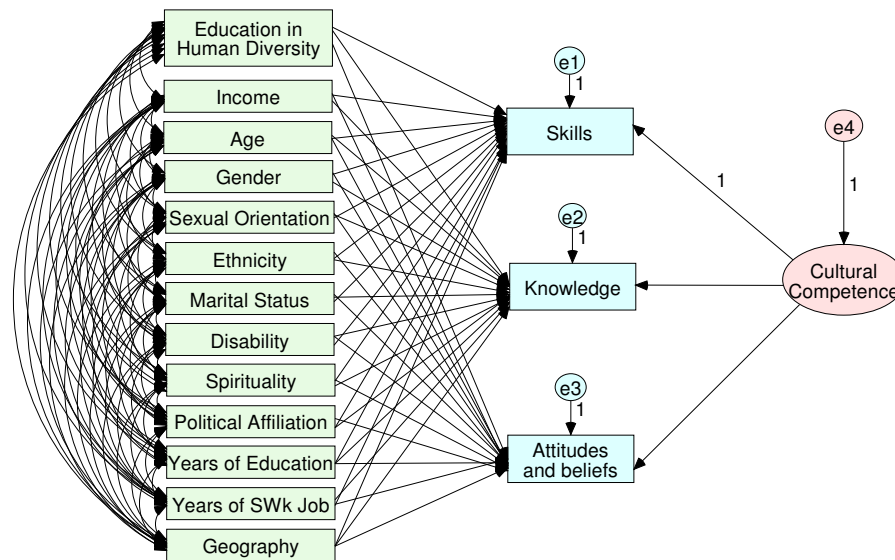 Education in
Human Diversity
Income
Age
Gender
Sexual Orientation
Ethnicity
Marital Status
Disability
Spirituality
Political Affiliation
Years of Education
Years of SWk Job
Geography
e1
1
Skills
e2
1
Knowledge
e3
1
Attitudes
and beliefs
1
e4
1
Cultural
Competence